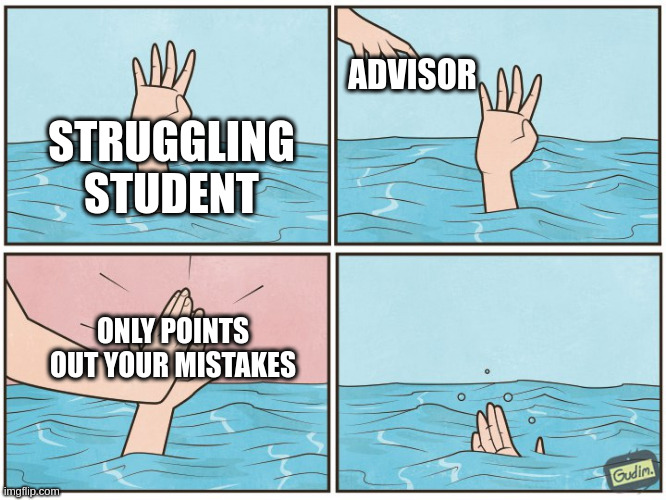 STRUGGLING
STUDENT
ADVISOR
ONLY POINTS
OUT YOUR MISTAKES
Gudim.
imgflip.com